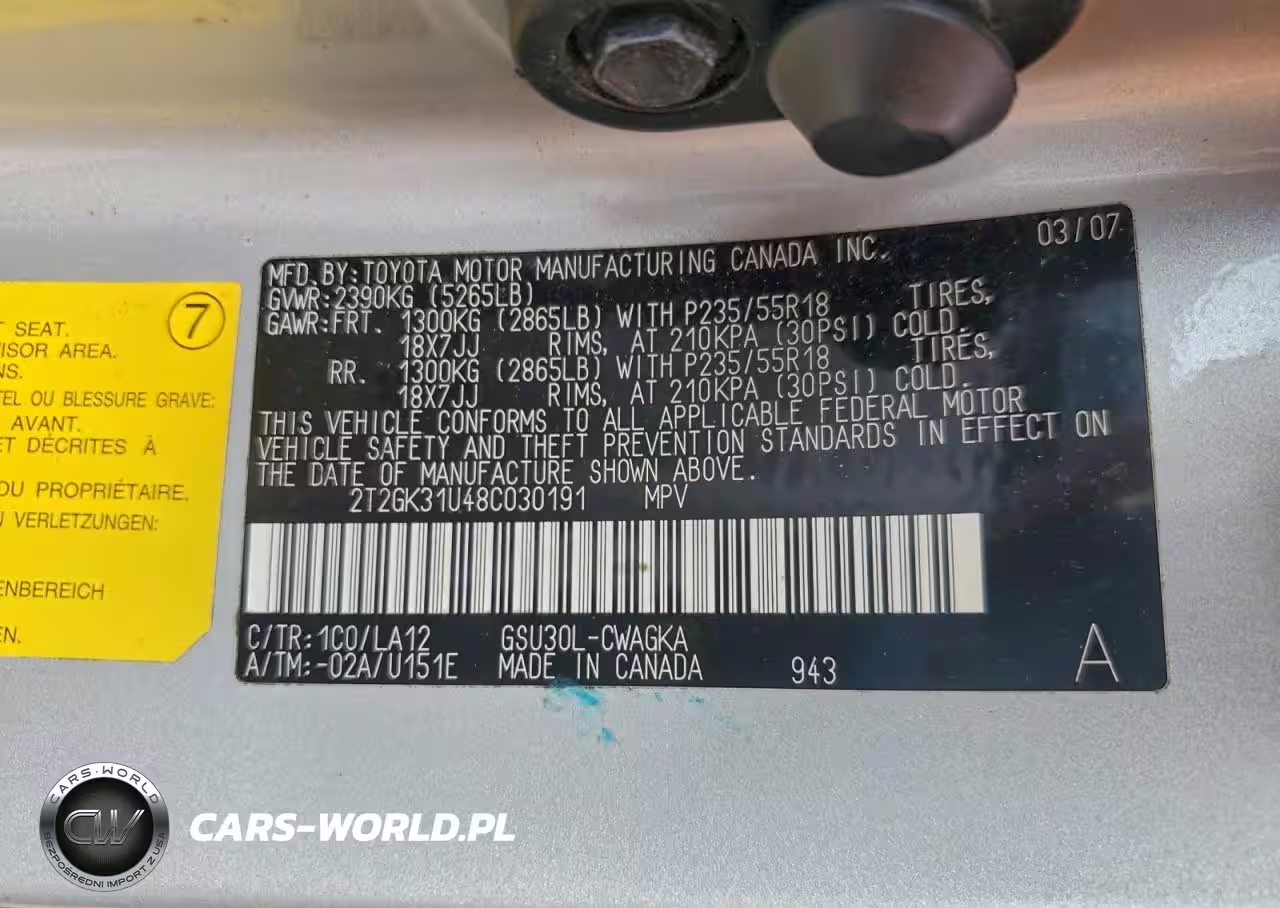 7
T SEAT.
VISOR AREA.
NS.
TEL OU BLESSURE GRAVE:
AVANT.
ET DÉCRITES À
DU PROPRIÉTAIRE.
U VERLETZUNGEN:
ENBEREICH
EN.
MFD.BY:TOYOTA MOTOR MANUFACTURING CANADA INC. 03/07
GVWR:2390KG (5265LB)
GAWR:FRT. 1300KG (2865LB) WITH P235/55R18 TIRES,
18X7JJ RIMS, AT 210KPA (30PSI) COLD.
RR. 1300KG (2865LB) WITH P235/55R18 TIRES,
18X7JJ RIMS, AT 210KPA (30PSI) COLD.
THIS VEHICLE CONFORMS TO ALL APPLICABLE FEDERAL MOTOR
VEHICLE SAFETY AND THEFT PREVENTION STANDARDS IN EFFECT ON
THE DATE OF MANUFACTURE SHOWN ABOVE.
2T2GK31U48C030191 MPV
C/TR:1C0/LA12 GSU30L-CWAGKA
A/TM:-02A/U151E MADE IN CANADA 943 A
CARS-WORLD
CW
BEZPOŚREDNI IMPORT Z USA
CARS-WORLD.PL